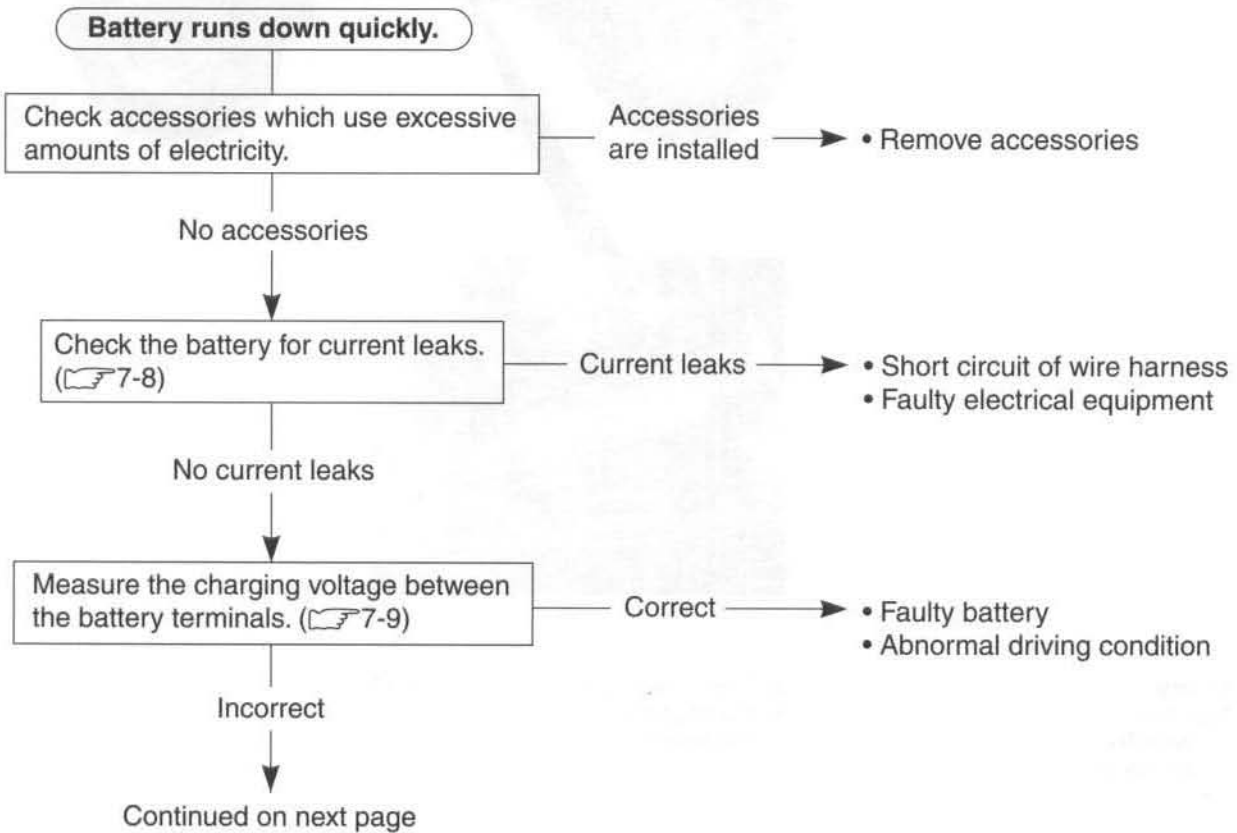 Battery runs down quickly.
Check accessories which use excessive
amounts of electricity.
Accessories
are installed
• Remove accessories
No accessories
Check the battery for current leaks.
(☞7-8)
Current leaks
• Short circuit of wire harness
• Faulty electrical equipment
No current leaks
Measure the charging voltage between
the battery terminals. (☞7-9)
Correct
• Faulty battery
• Abnormal driving condition
Incorrect
Continued on next page